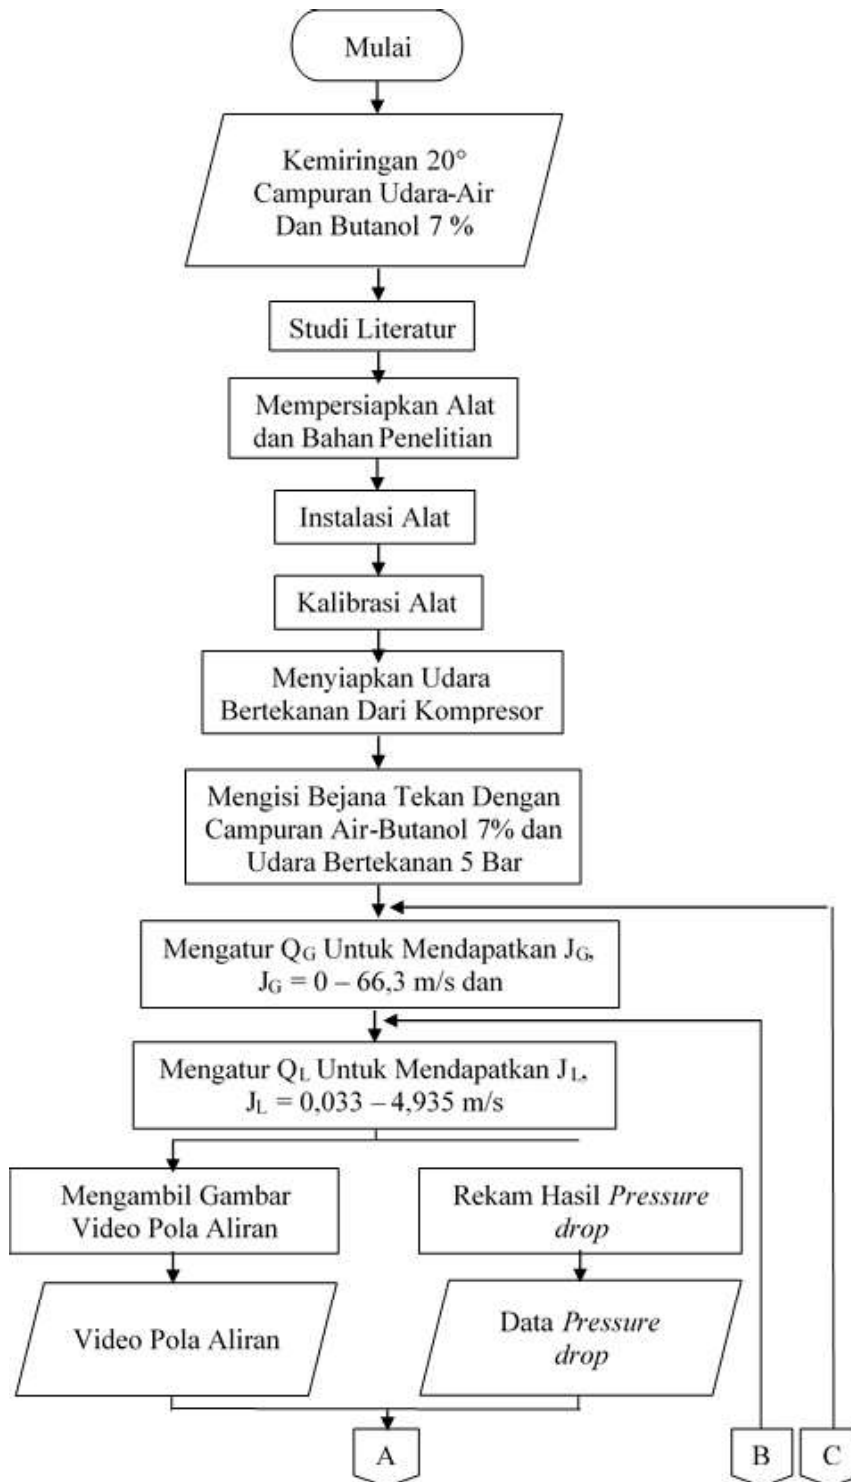 Mulai
Kemiringan 20°
Campuran Udara-Air
Dan Butanol 7 %
Studi Literatur
Mempersiapkan Alat
dan Bahan Penelitian
Instalasi Alat
Kalibrasi Alat
Menyiapkan Udara
Bertekanan Dari Kompresor
Mengisi Bejana Tekan Dengan
Campuran Air-Butanol 7% dan
Udara Bertekanan 5 Bar
Mengatur QG Untuk Mendapatkan JG,
JG = 0 – 66,3 m/s dan
Mengatur QL Untuk Mendapatkan JL,
JL = 0,033 – 4,935 m/s
Mengambil Gambar
Video Pola Aliran
Rekam Hasil Pressure
drop
Video Pola Aliran
Data Pressure
drop
A
B
C